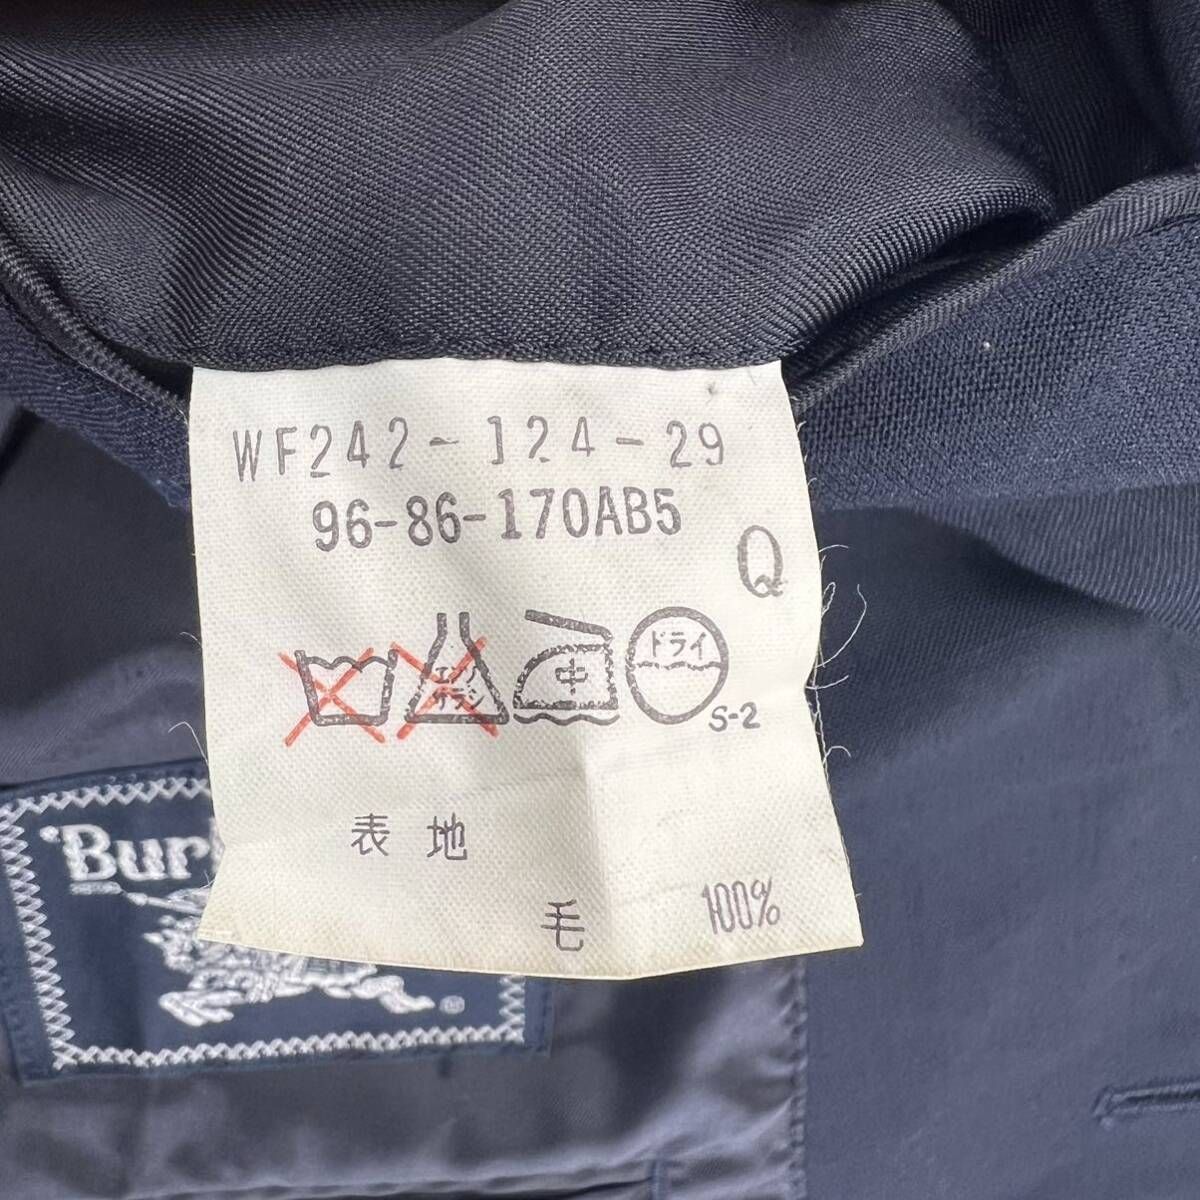 WF242-124-29
96-86-170AB5
Q
エンソ
サラシ
中
ドライ
S-2
表地
毛 100%
Bur
®